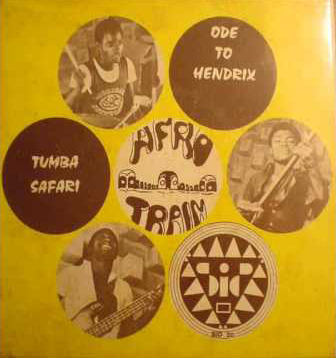 ODE
TO
HENDRIX
TUMBA
SAFARI
AFRO
TRAIN